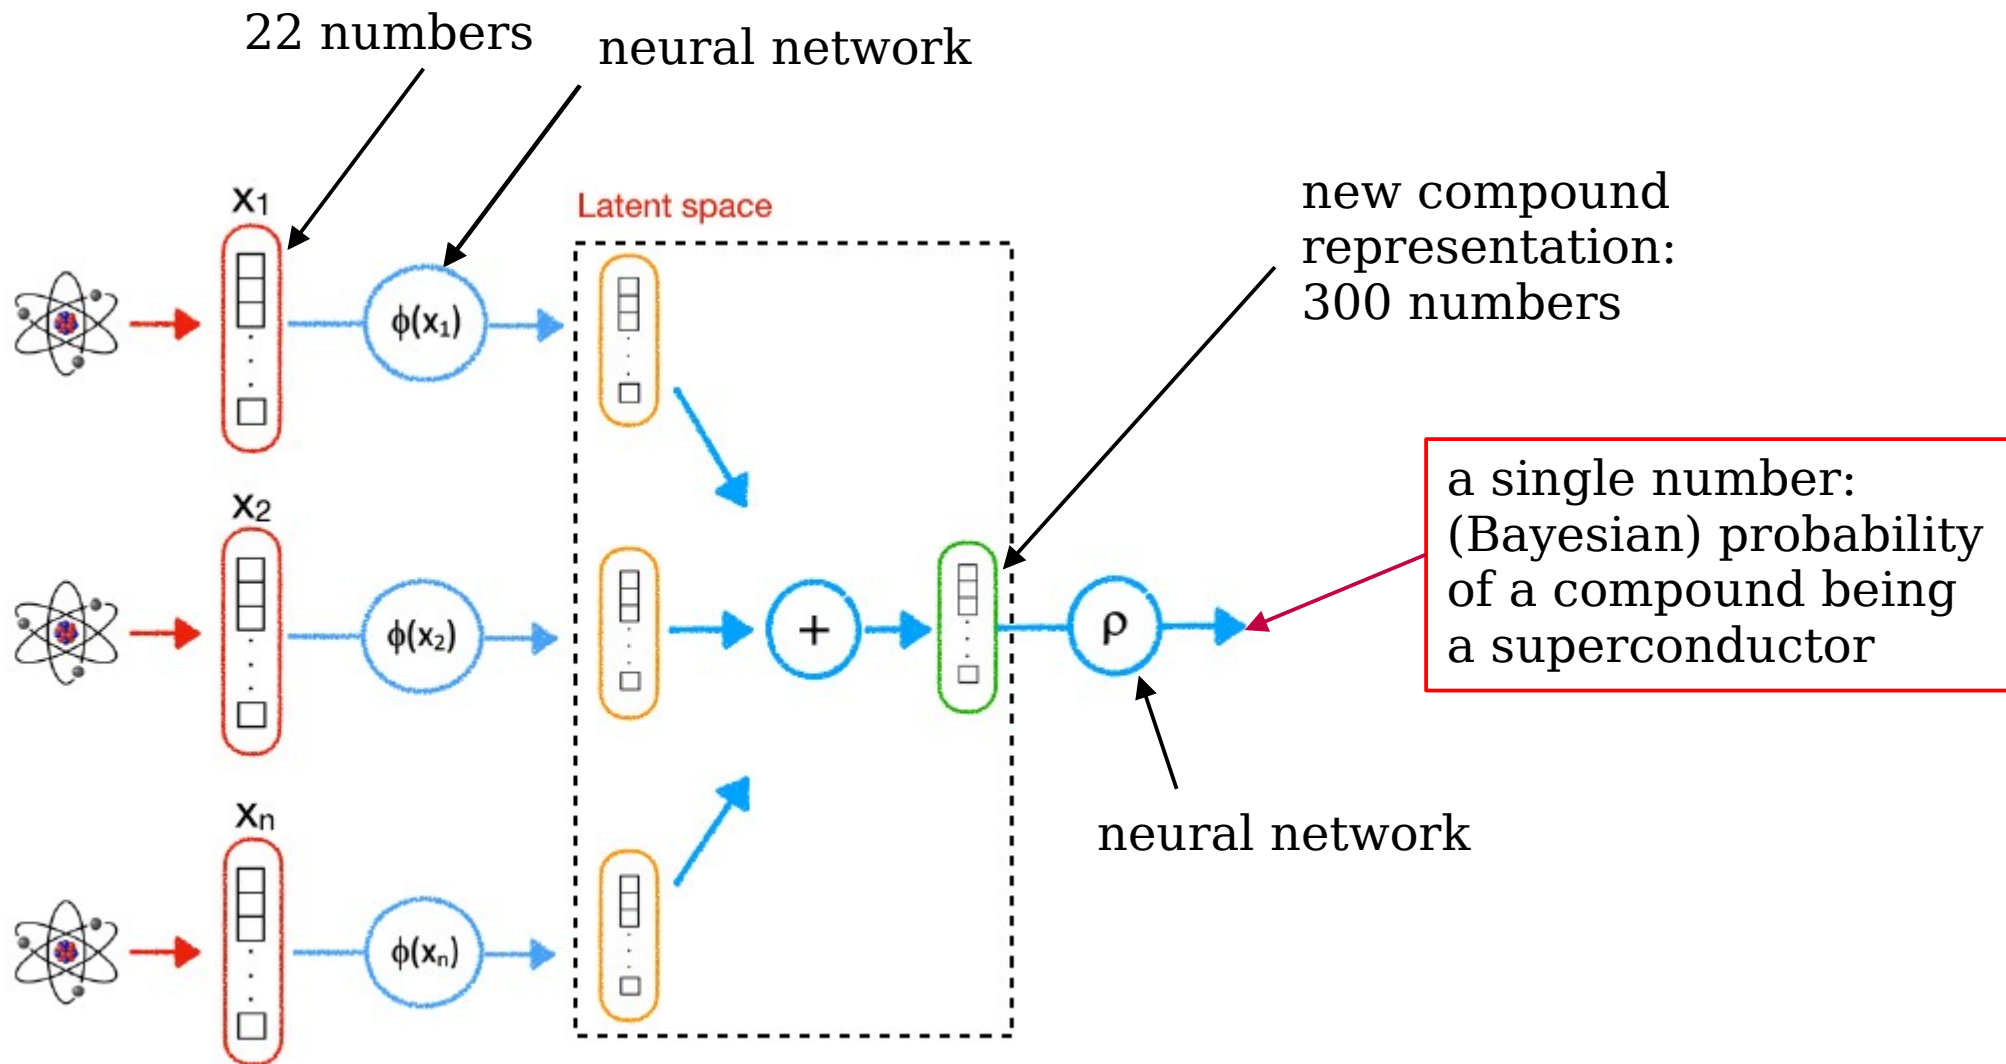 22 numbers
neural network
new compound
representation:
300 numbers
Latent space
x₁
ϕ(x₁)
a single number:
(Bayesian) probability
of a compound being
a superconductor
x₂
ϕ(x₂)
+
ρ
neural network
xₙ
ϕ(xₙ)